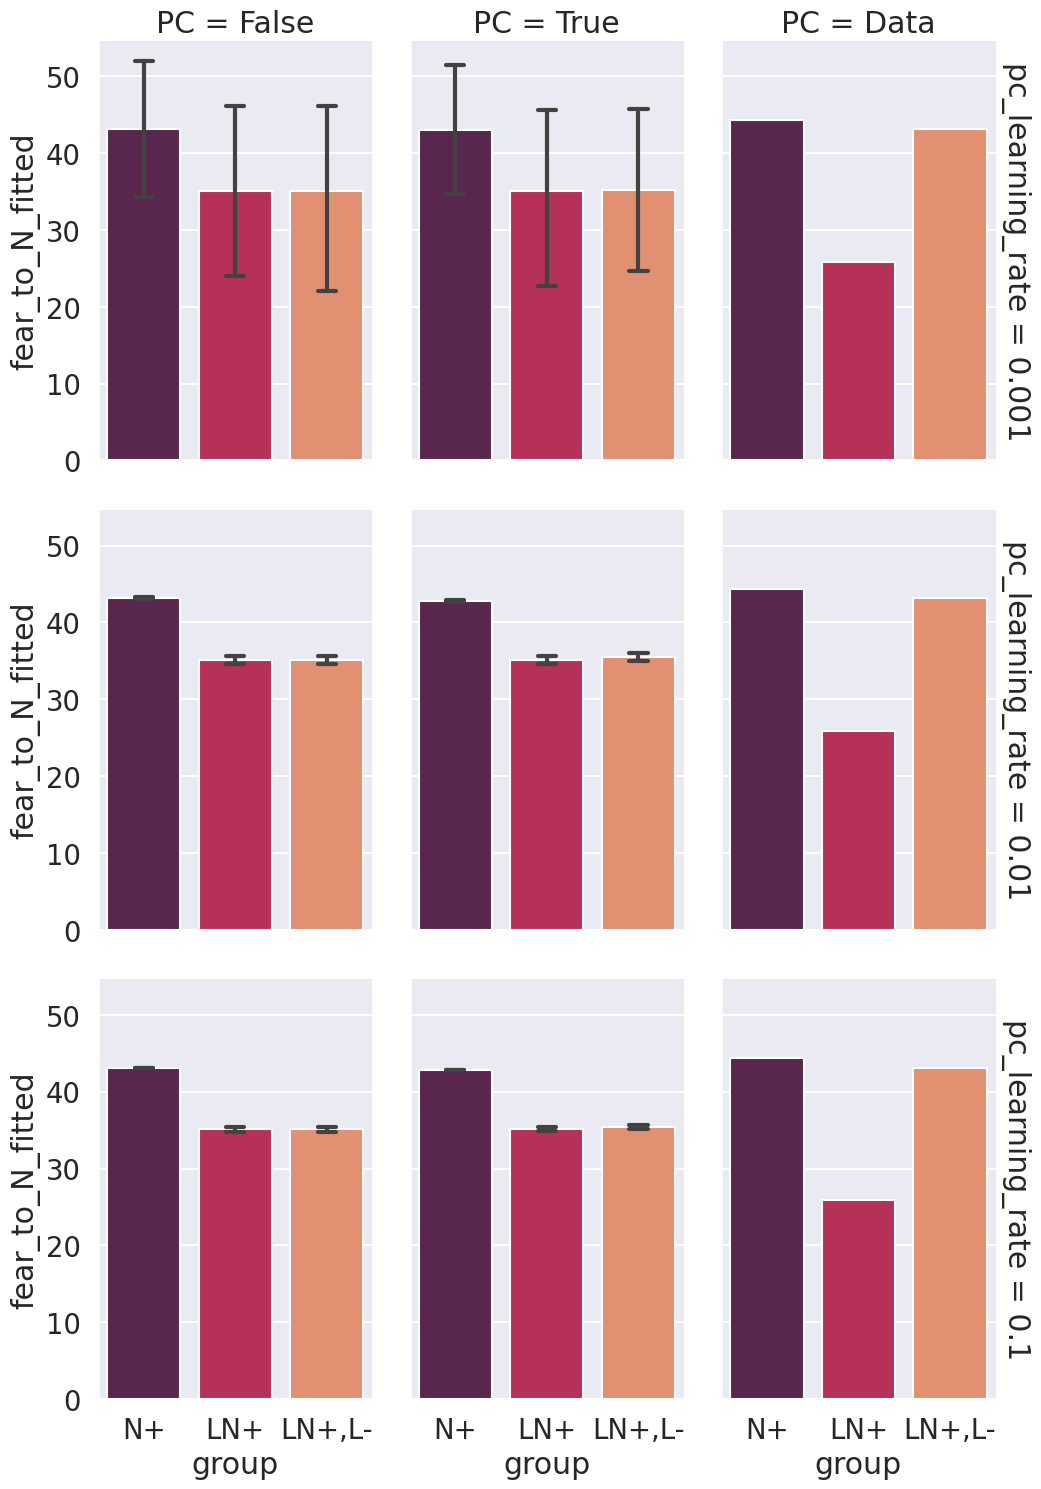 PC = False
PC = True
PC = Data
fear_to_N_fitted
50
40
30
20
10
0
pc_learning_rate = 0.001
fear_to_N_fitted
50
40
30
20
10
0
pc_learning_rate = 0.01
fear_to_N_fitted
50
40
30
20
10
0
pc_learning_rate = 0.1
N+ LN+ LN+,L-
N+ LN+ LN+,L-
N+ LN+ LN+,L-
group
group
group